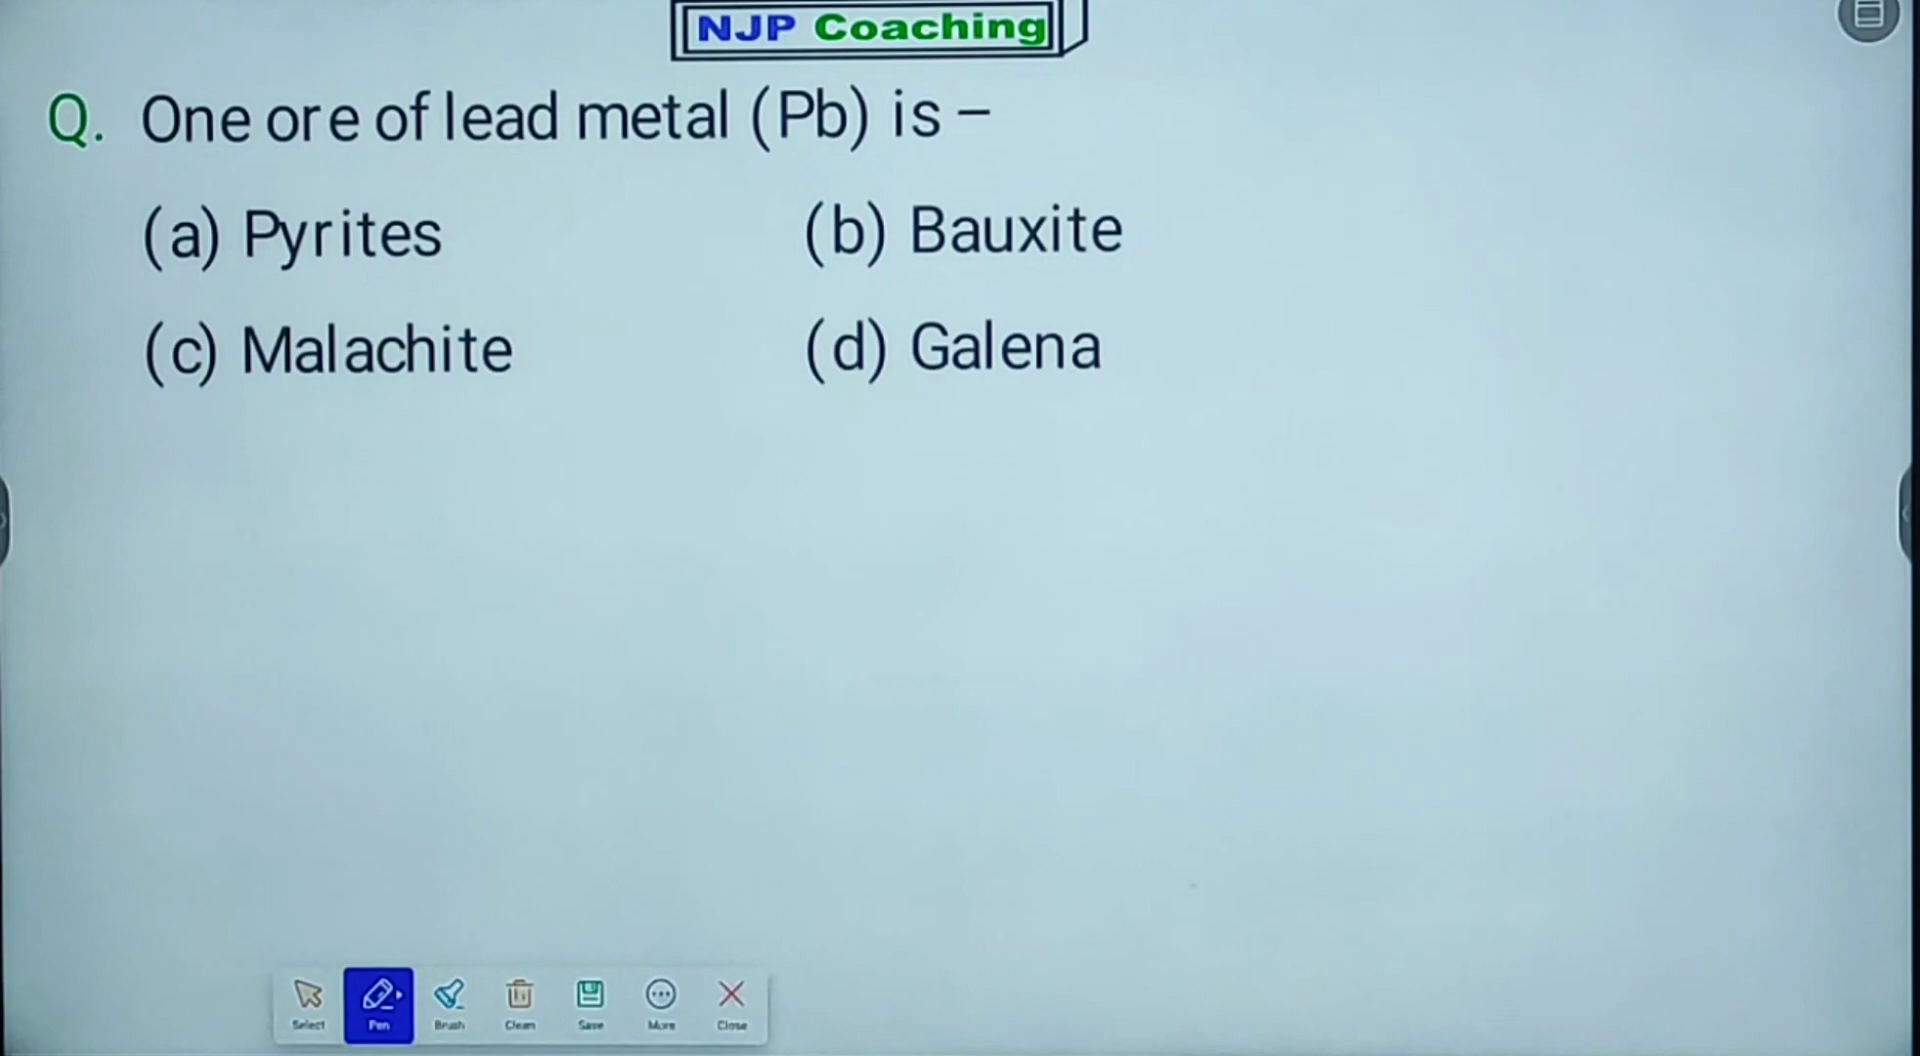 NJP Coaching
Q. One ore of lead metal (Pb) is –
(a) Pyrites (b) Bauxite
(c) Malachite (d) Galena
Select Pen Brush Clean Save More Close